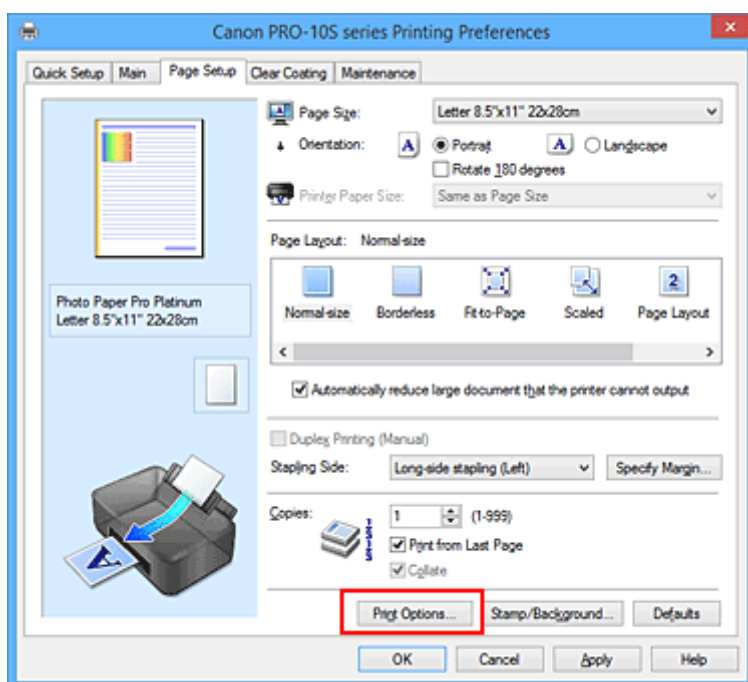 Canon PRO-10S series Printing Preferences
Quick Setup Main Page Setup Clear Coating Maintenance
Page Size: Letter 8.5"x11" 22x28cm
Orientation: A Portrait A Landscape
Rotate 180 degrees
Printer Paper Size: Same as Page Size
Page Layout: Normal-size
Photo Paper Pro Platinum
Letter 8.5"x11" 22x28cm
2
Normal-size Borderless Fit-to-Page Scaled Page Layout
Automatically reduce large document that the printer cannot output
Duplex Printing (Manual)
Stapling Side: Long-side stapling (Left) Specify Margin...
Copies: 1 (1-999)
Print from Last Page
Collate
A
Print Options... Stamp/Background... Defaults
OK Cancel Apply Help